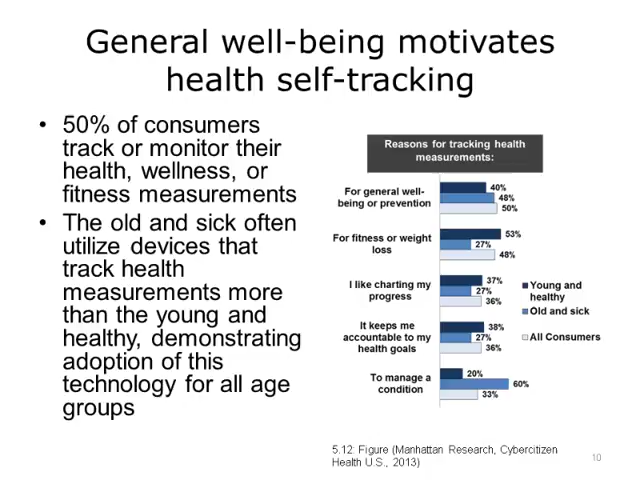 General well-being motivates
health self-tracking
• 50% of consumers
track or monitor their
health, wellness, or
fitness measurements
• The old and sick often
utilize devices that
track health
measurements more
than the young and
healthy, demonstrating
adoption of this
technology for all age
groups
Reasons for tracking health
measurements:
For general well-
being or prevention
40%
48%
50%
For fitness or weight
loss
53%
27%
48%
I like charting my
progress
37%
27%
36%
It keeps me
accountable to my
health goals
38%
27%
36%
To manage a
condition
20%
60%
33%
Young and
healthy
Old and sick
All Consumers
5.12: Figure (Manhattan Research, Cybercitizen
Health U.S., 2013)
10